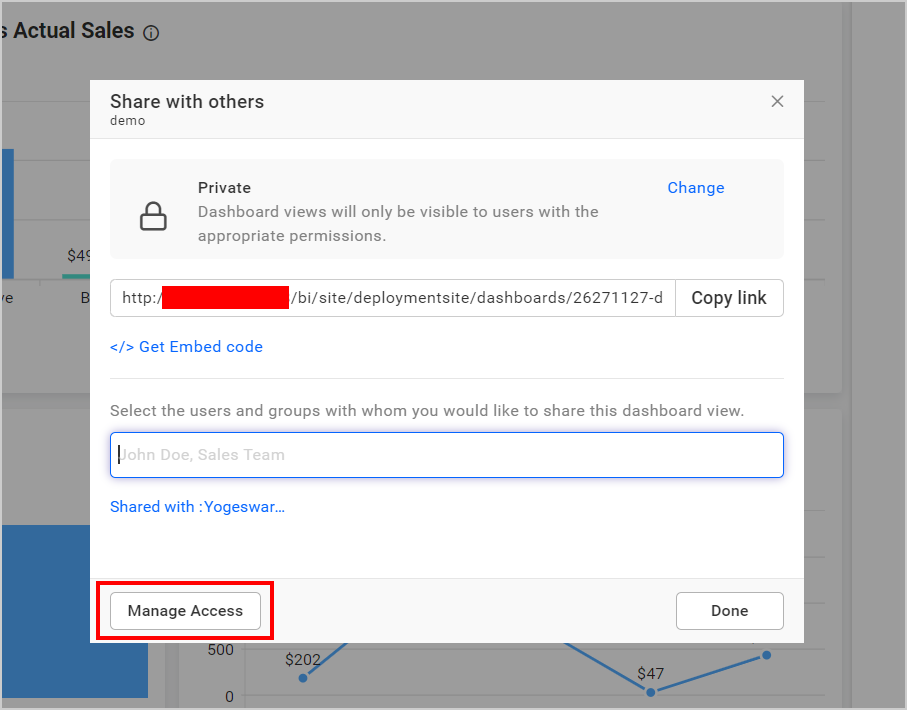 s Actual Sales
Share with others
demo
Private
Change
Dashboard views will only be visible to users with the
appropriate permissions.
http:/ /bi/site/deploymentsite/dashboards/26271127-d
Copy link
</> Get Embed code
Select the users and groups with whom you would like to share this dashboard view.
John Doe, Sales Team
Shared with :Yogeswar...
Manage Access
Done
$49
ve
B
500
0
$202
$47